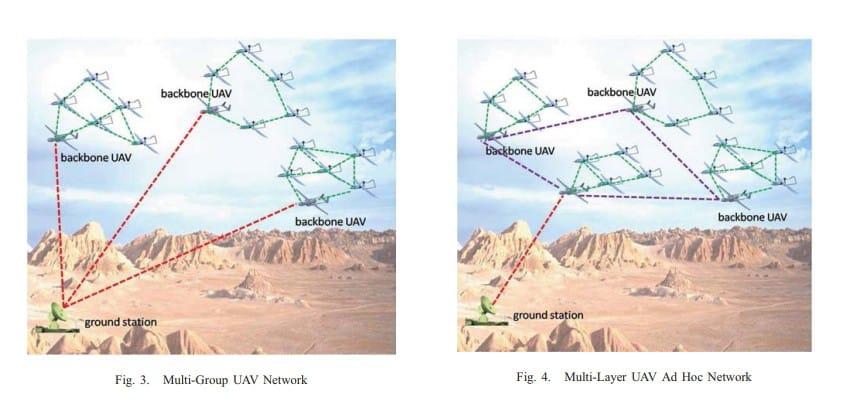 backbone UAV
backbone UAV
backbone UAV
ground station
Fig. 3. Multi-Group UAV Network
backbone UAV
backbone UAV
backbone UAV
ground station
Fig. 4. Multi-Layer UAV Ad Hoc Network